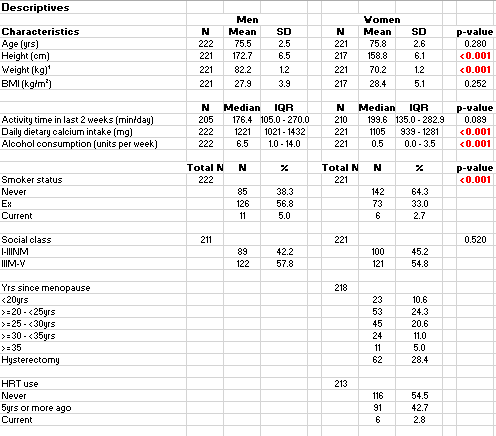 Descriptives
Men Women
Characteristics N Mean SD N Mean SD p-value
Age (yrs) 222 75.5 2.5 221 75.8 2.6 0.280
Height (cm) 221 172.7 6.5 217 158.8 6.1 <0.001
Weight (kg)¹ 221 82.2 1.2 221 70.2 1.2 <0.001
BMI (kg/m²) 221 27.9 3.9 217 28.4 5.1 0.252
N Median IQR N Median IQR p-value
Activity time in last 2 weeks (min/day) 205 176.4 105.0 - 270.0 210 199.6 135.0 - 282.9 0.089
Daily dietary calcium intake (mg) 222 1221 1021 - 1432 221 1105 939 - 1281 <0.001
Alcohol consumption (units per week) 222 6.5 1.0 - 14.0 221 0.5 0.0 - 3.5 <0.001
Total N N % Total N N % p-value
Smoker status 222 221 <0.001
Never 85 38.3 142 64.3
Ex 126 56.8 73 33.0
Current 11 5.0 6 2.7
Social class 211 221 0.520
I-IIINM 89 42.2 100 45.2
IIIM-V 122 57.8 121 54.8
Yrs since menopause 218
<20yrs 23 10.6
>=20 - <25yrs 53 24.3
>=25 - <30yrs 45 20.6
>=30 - <35yrs 24 11.0
>=35 11 5.0
Hysterectomy 62 28.4
HRT use 213
Never 116 54.5
5yrs or more ago 91 42.7
Current 6 2.8